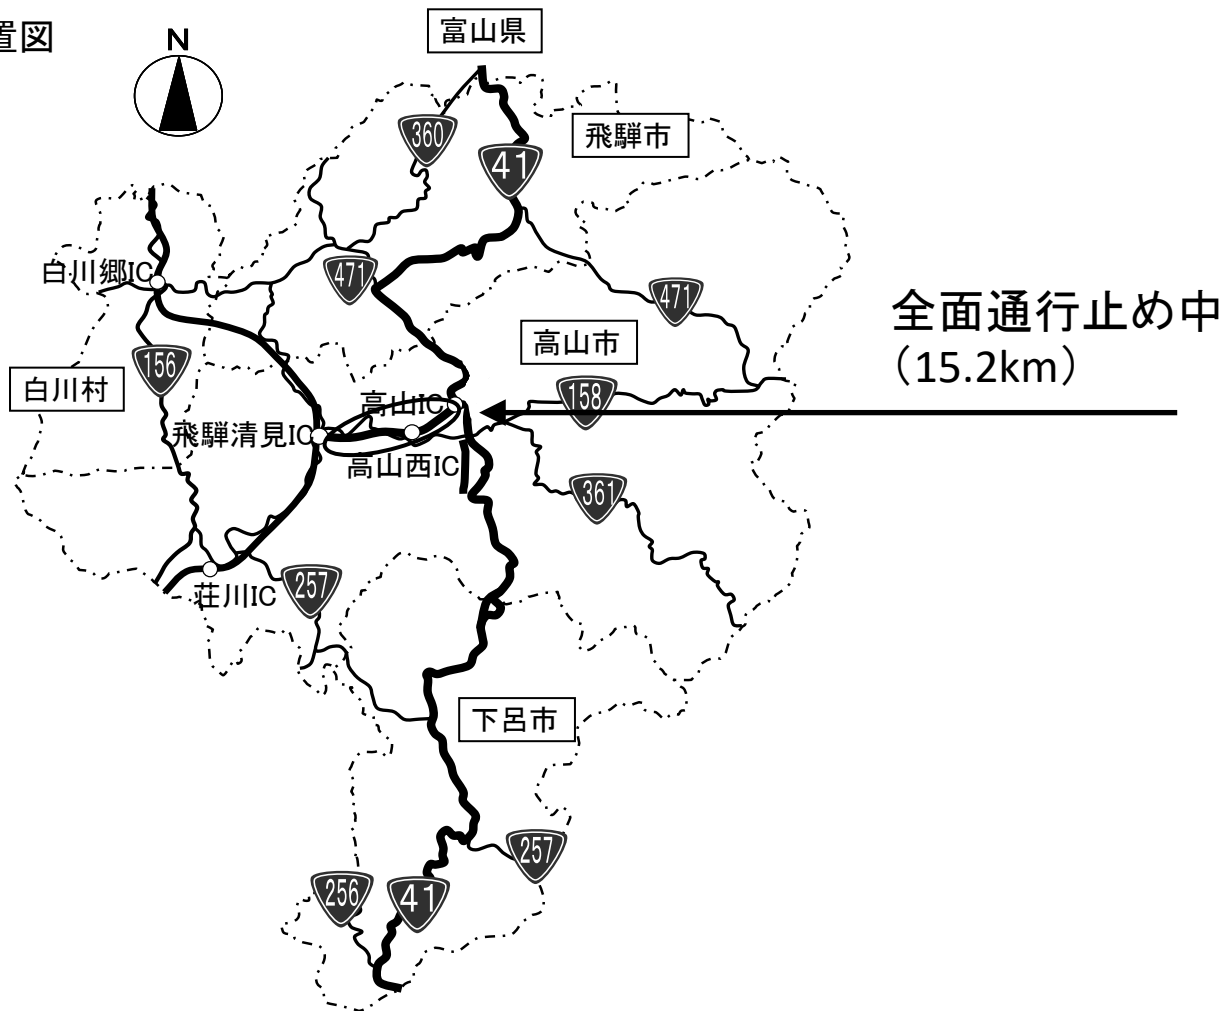 置図
N
富山県
360
41
飛騨市
白川郷IC
471
471
全面通行止め中
（15.2km）
高山市
156
158
白川村
高山IC
飛騨清見IC
高山西IC
361
荘川IC
257
下呂市
257
256
41